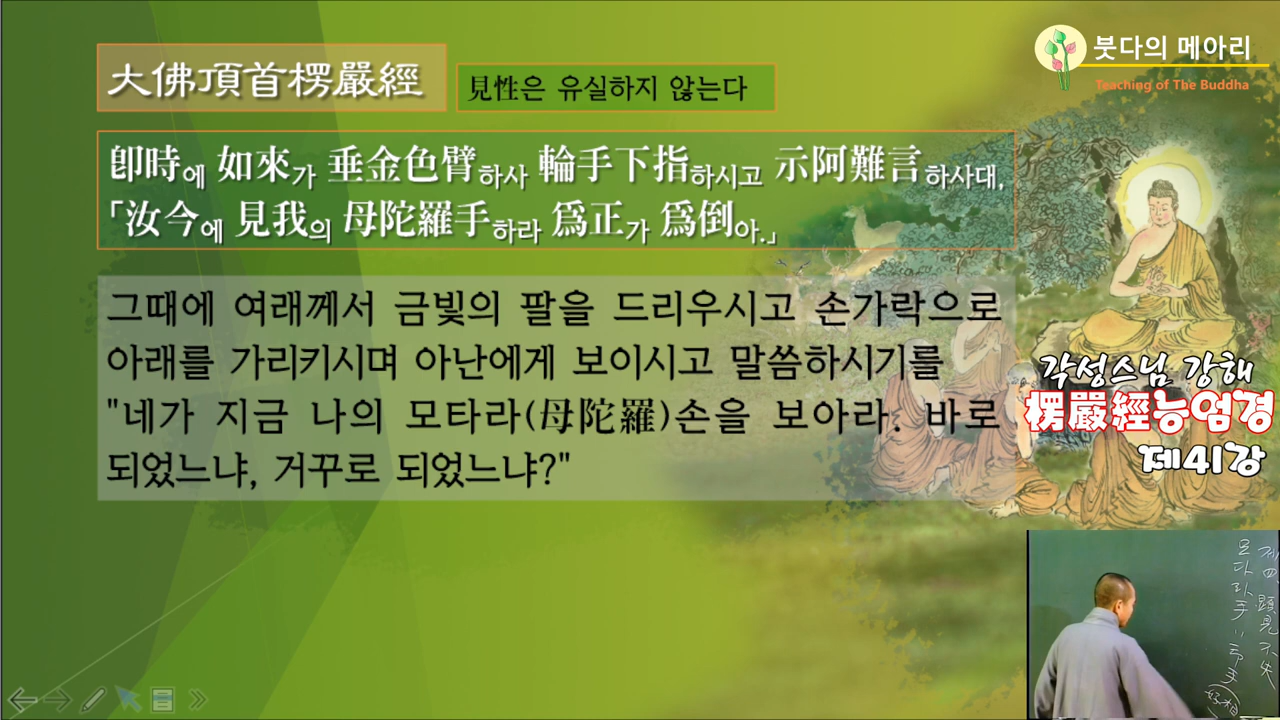 大佛頂首楞嚴經
見性은 유실하지 않는다
卽時에 如來가 垂金色臂하사 輪手下指하시고 示阿難言하사대,
「汝今에 見我의 母陀羅手하라 爲正가 爲倒아.」
그때에 여래께서 금빛의 팔을 드리우시고 손가락으로
아래를 가리키시며 아난에게 보이시고 말씀하시기를
"네가 지금 나의 모타라(母陀羅)손을 보아라. 바로
되었느냐, 거꾸로 되었느냐?"
붓다의 메아리
Teaching of The Buddha
각성스님 강해
楞嚴經능엄경
제41강
顯見不失